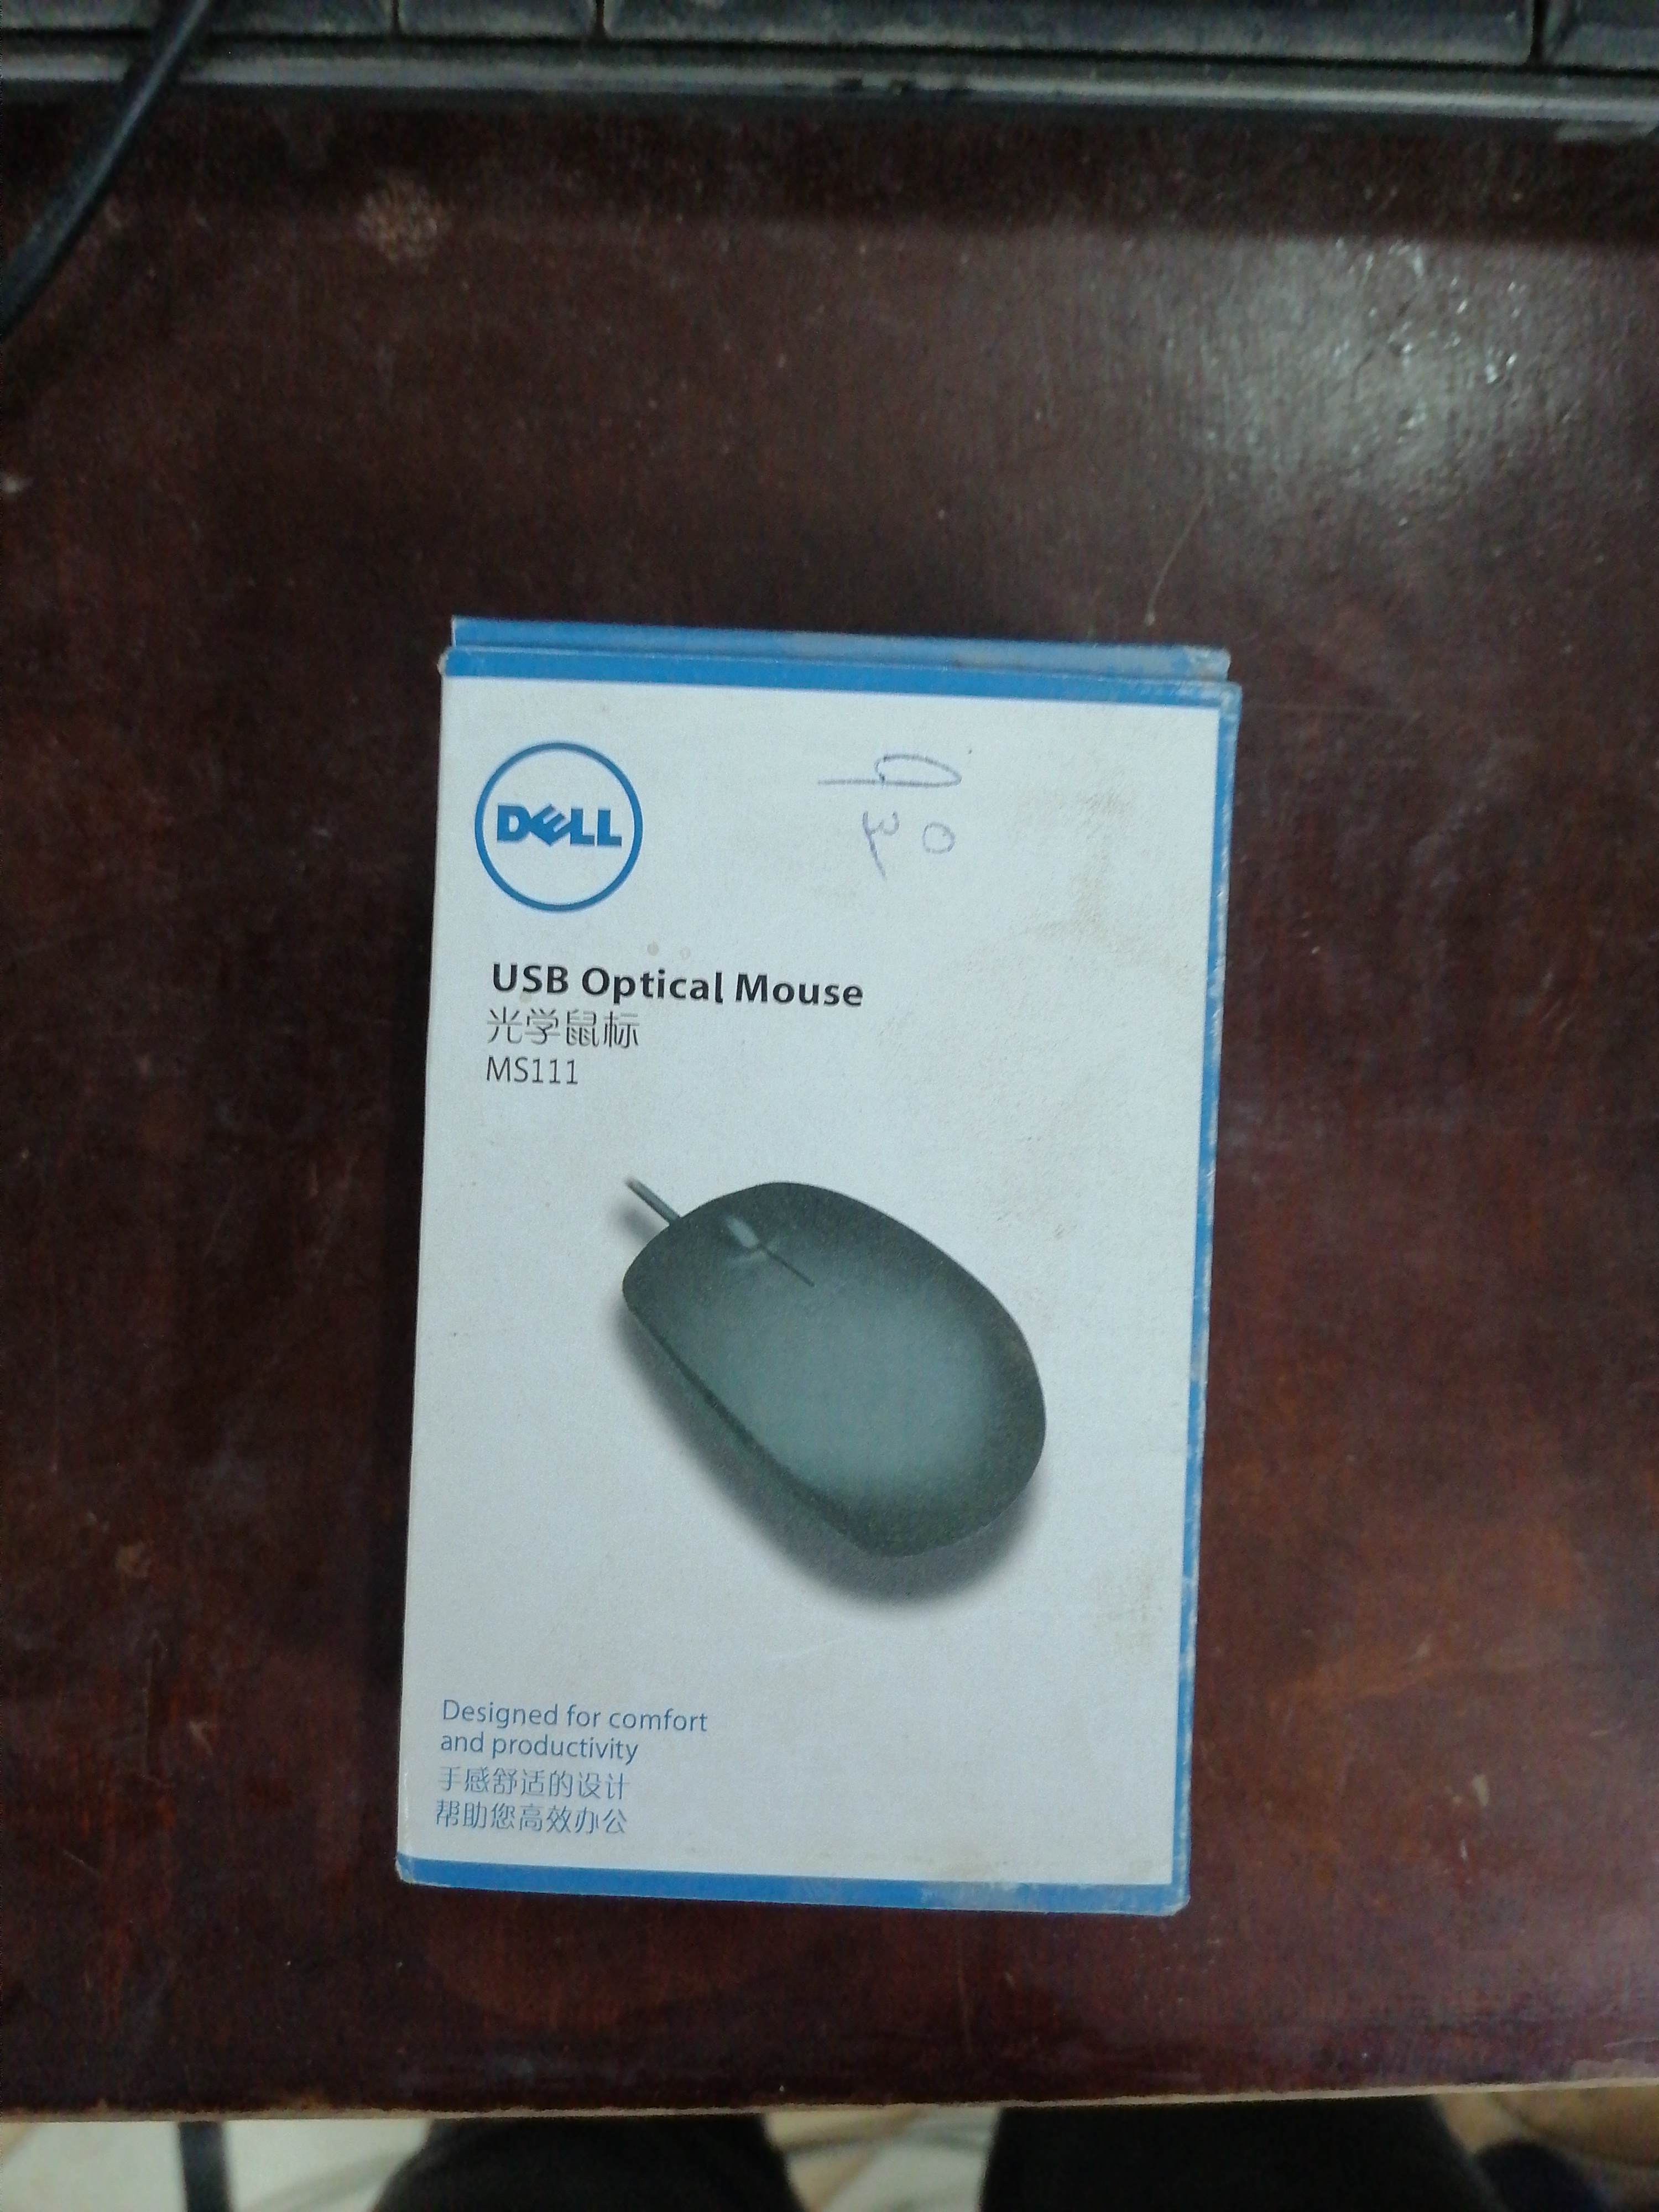 DELL
USB Optical Mouse
光学鼠标
MS111
Designed for comfort
and productivity
手感舒适的设计
帮助您高效办公